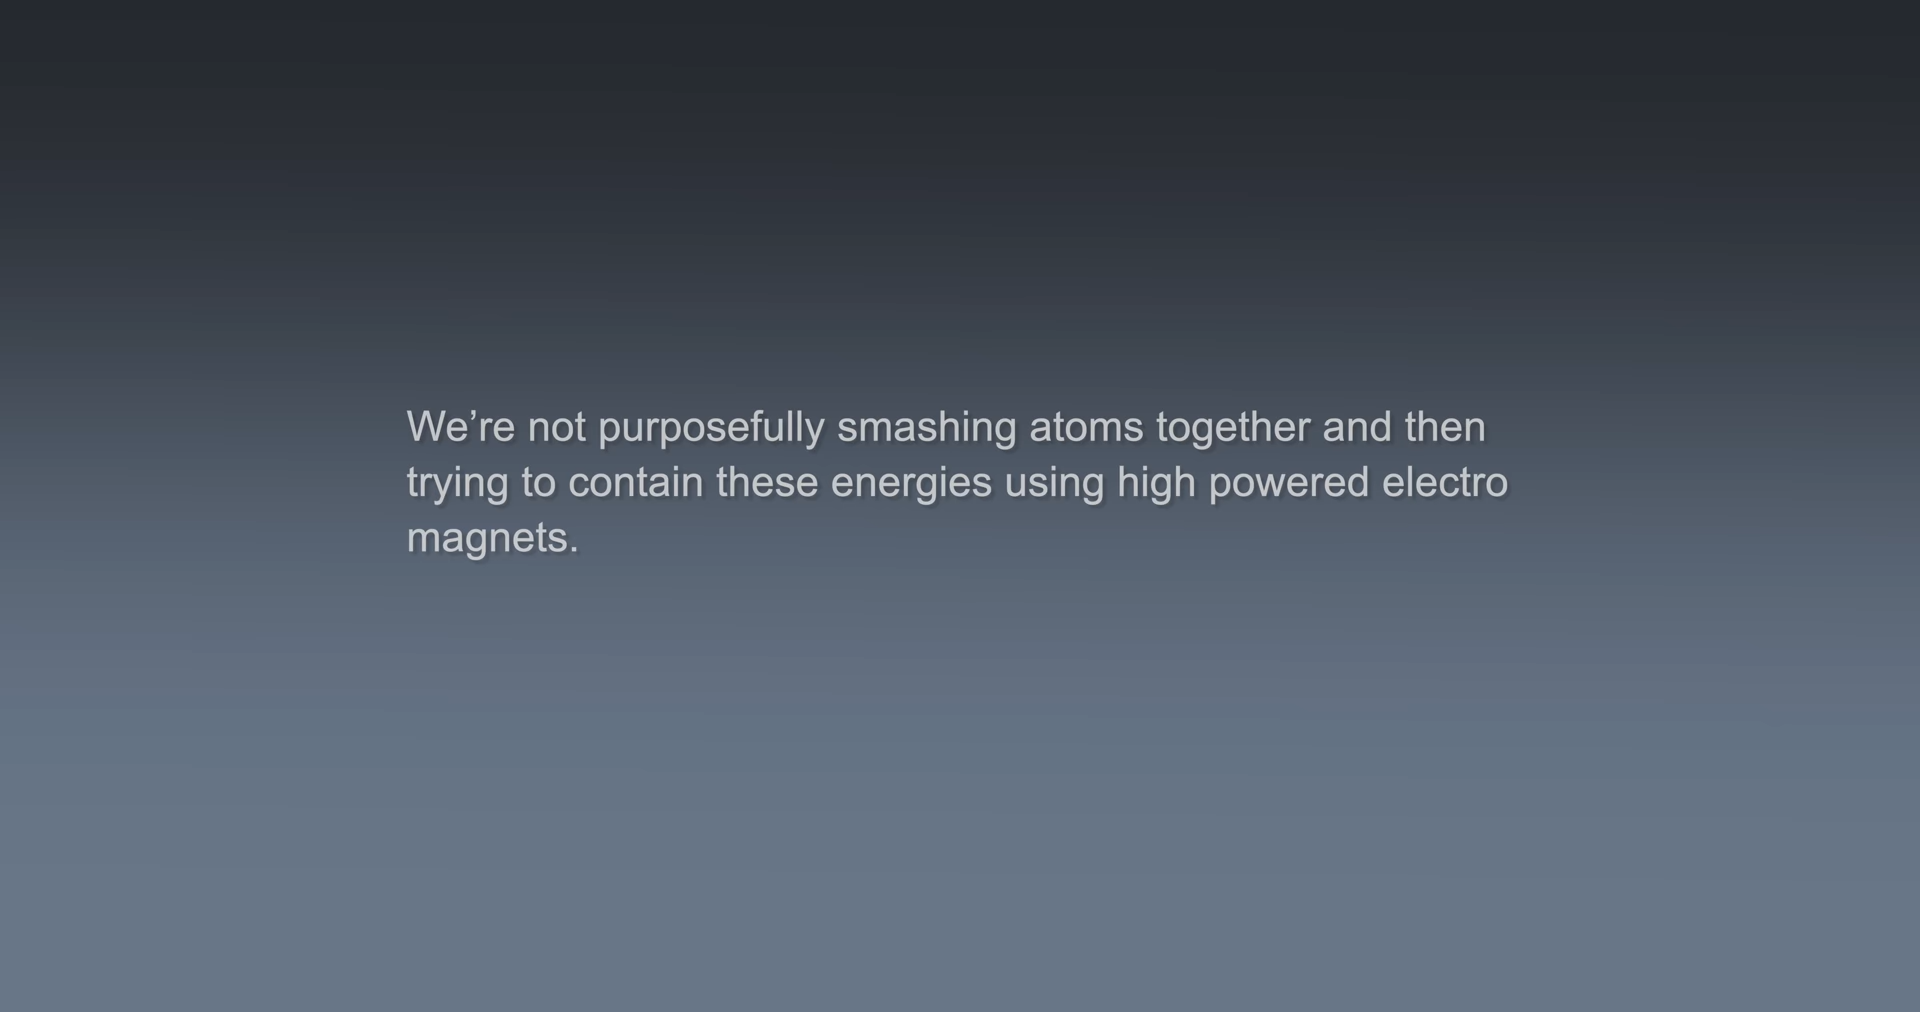 We’re not purposefully smashing atoms together and then
trying to contain these energies using high powered electro
magnets.